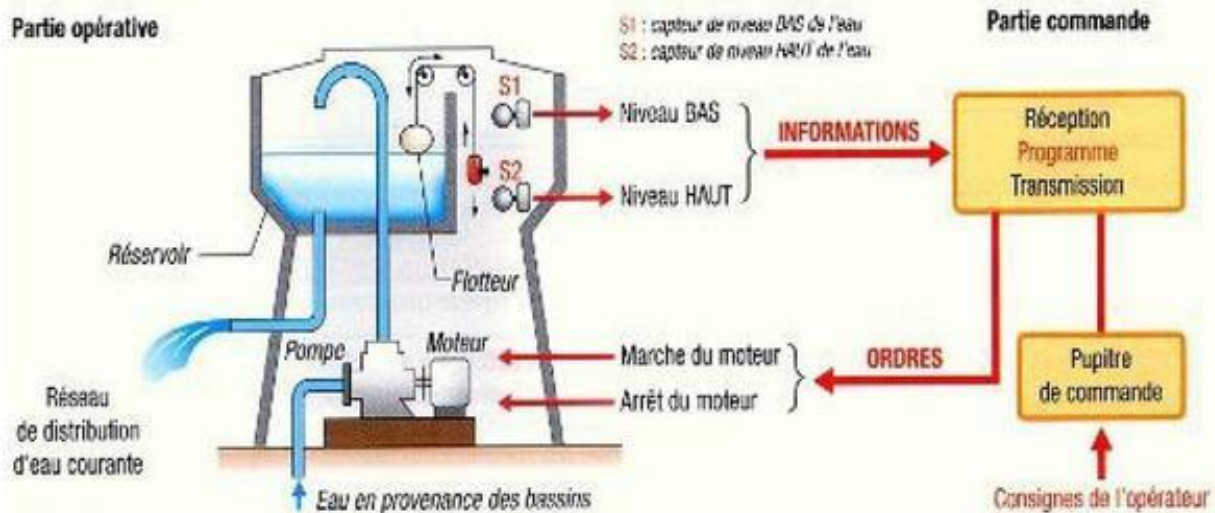 Partie opérative
S1 : capteur de niveau BAS de l'eau
S2 : capteur de niveau HAUT de l'eau
Partie commande
S1
Niveau BAS
INFORMATIONS
Réception
Programme
Transmission
S2
Niveau HAUT
Réservoir
Flotteur
Pompe
Moteur
Marche du moteur
ORDRES
Pupitre
de commande
Arrêt du moteur
Réseau
de distribution
d'eau courante
Eau en provenance des bassins
Consignes de l'opérateur